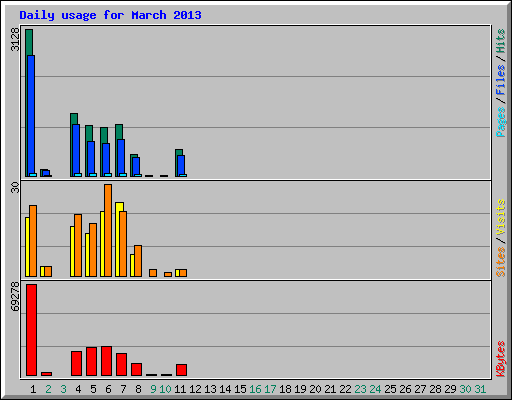 Daily usage for March 2013
3128
Pages/Files/Hits
30
Sites/Visits
69278
KBytes
1 2 3 4 5 6 7 8 9 10 11 12 13 14 15 16 17 18 19 20 21 22 23 24 25 26 27 28 29 30 31